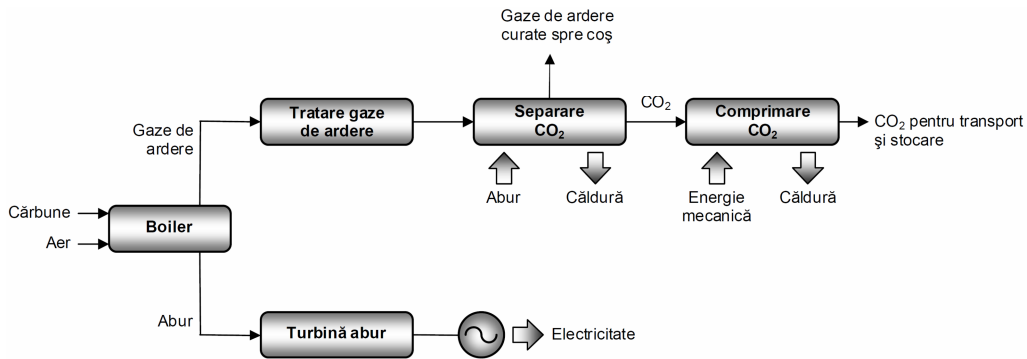 Gaze de ardere
curate spre coş
Tratare gaze
de ardere
Separare
CO₂
CO₂
Comprimare
CO₂
CO₂ pentru transport
şi stocare
Gaze de
ardere
Abur
Căldură
Energie
mecanică
Căldură
Cărbune
Aer
Boiler
Abur
Turbină abur
Electricitate